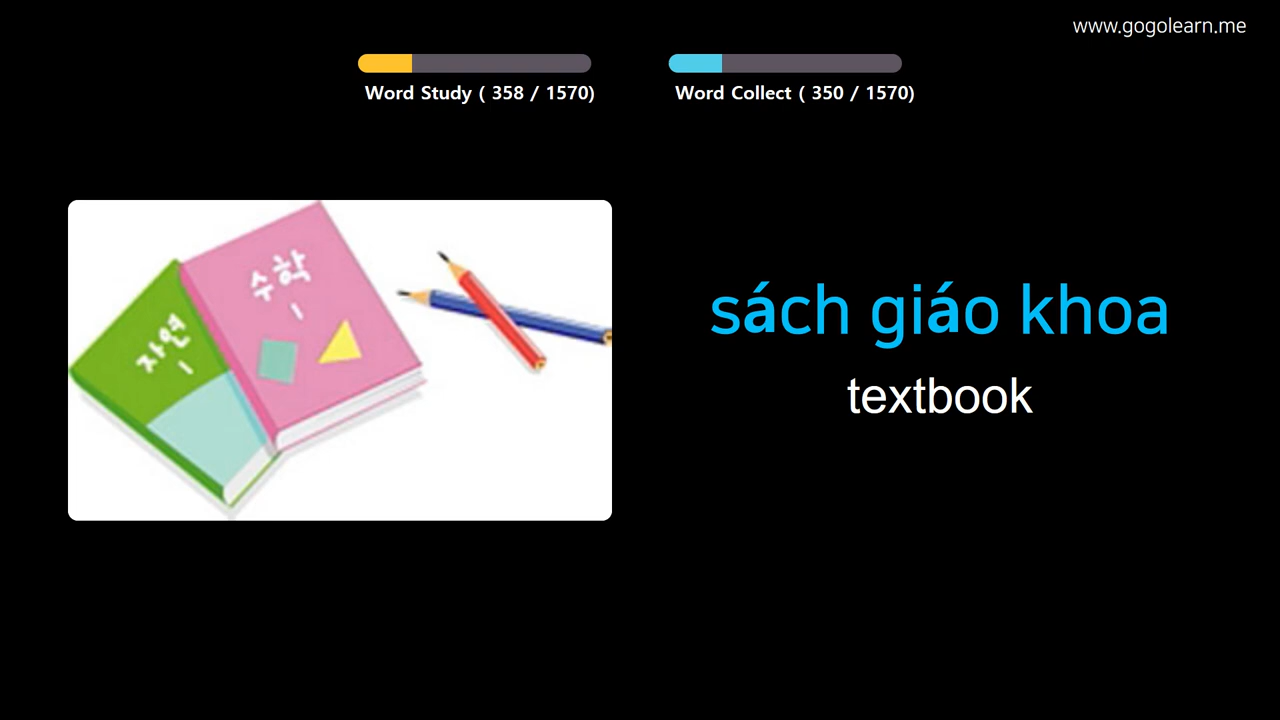 www.gogolearn.me
Word Study ( 358 / 1570)
Word Collect ( 350 / 1570)
수학
1
자연
1
sách giáo khoa
textbook